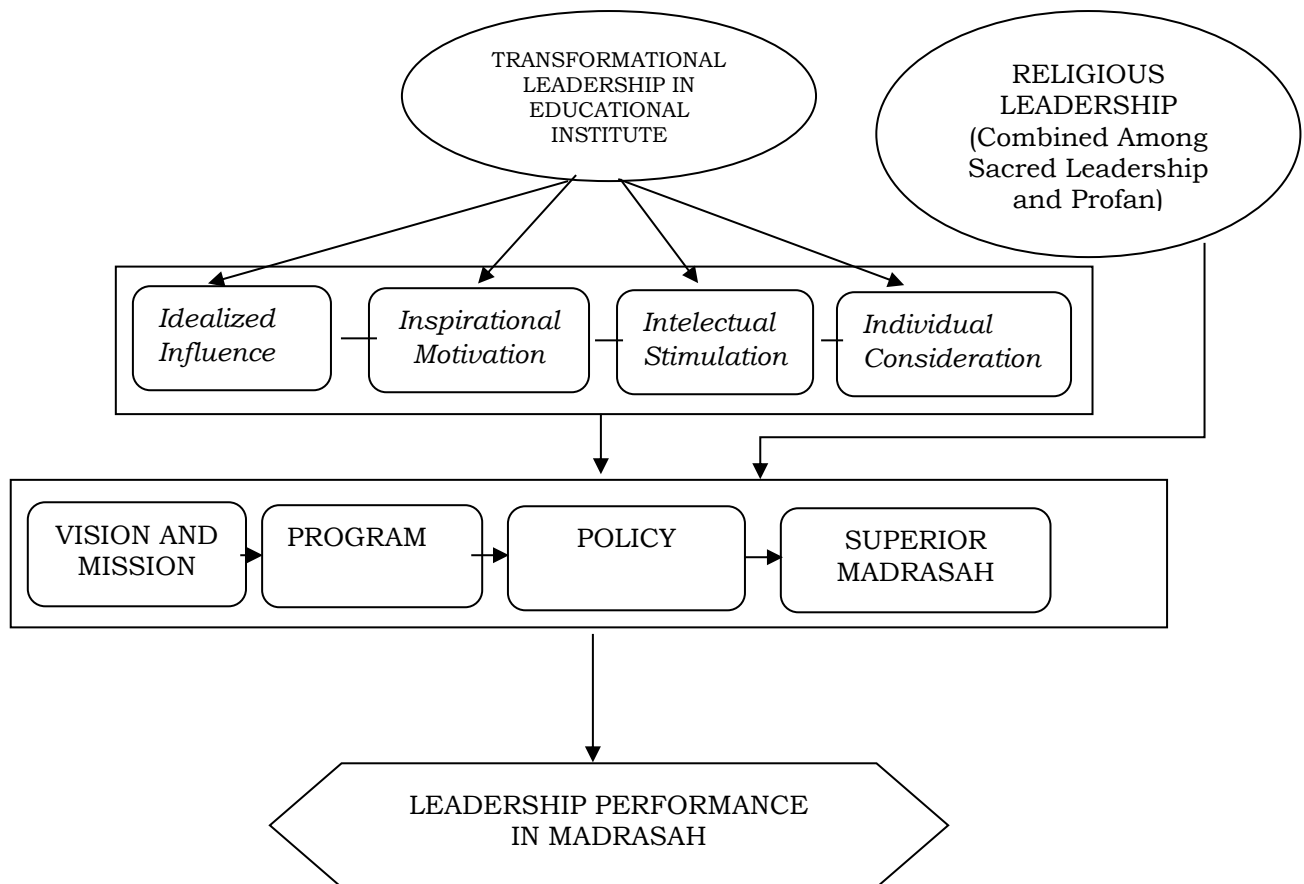 TRANSFORMATIONAL
LEADERSHIP IN
EDUCATIONAL
INSTITUTE
RELIGIOUS
LEADERSHIP
(Combined Among
Sacred Leadership
and Profan)
Idealized
Influence
Inspirational
Motivation
Intelectual
Stimulation
Individual
Consideration
VISION AND
MISSION
PROGRAM
POLICY
SUPERIOR
MADRASAH
LEADERSHIP PERFORMANCE
IN MADRASAH